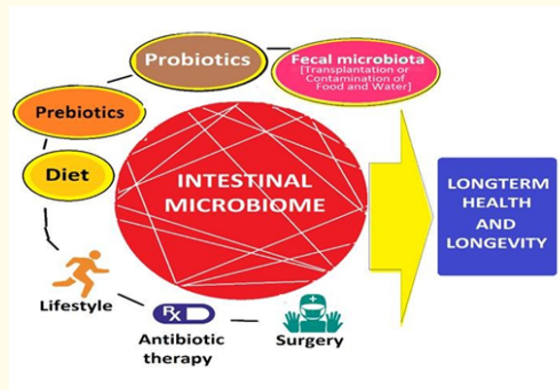 Probiotics
Fecal microbiota
[Transplantation or
Contamination of
Food and Water]
Prebiotics
Diet
INTESTINAL
MICROBIOME
LONGTERM
HEALTH
AND
LONGEVITY
Lifestyle
Rx
Antibiotic
therapy
Surgery